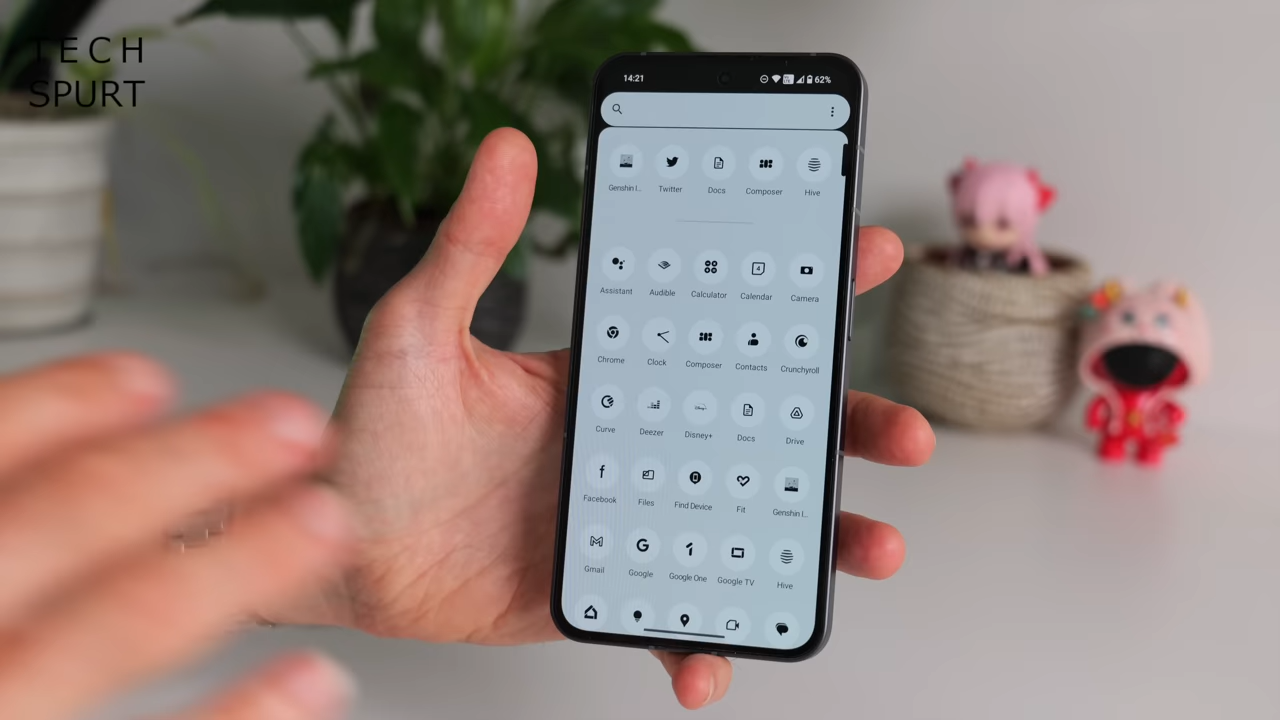 TECH
SPURT
14:21
62%
Genshin I...
Twitter
Docs
Composer
Hive
Assistant
Audible
Calculator
Calendar
Camera
Chrome
Clock
Composer
Contacts
Crunchyroll
Curve
Deezer
Disney+
Docs
Drive
Facebook
Files
Find Device
Fit
Genshin I...
Gmail
Google
Google One
Google TV
Hive